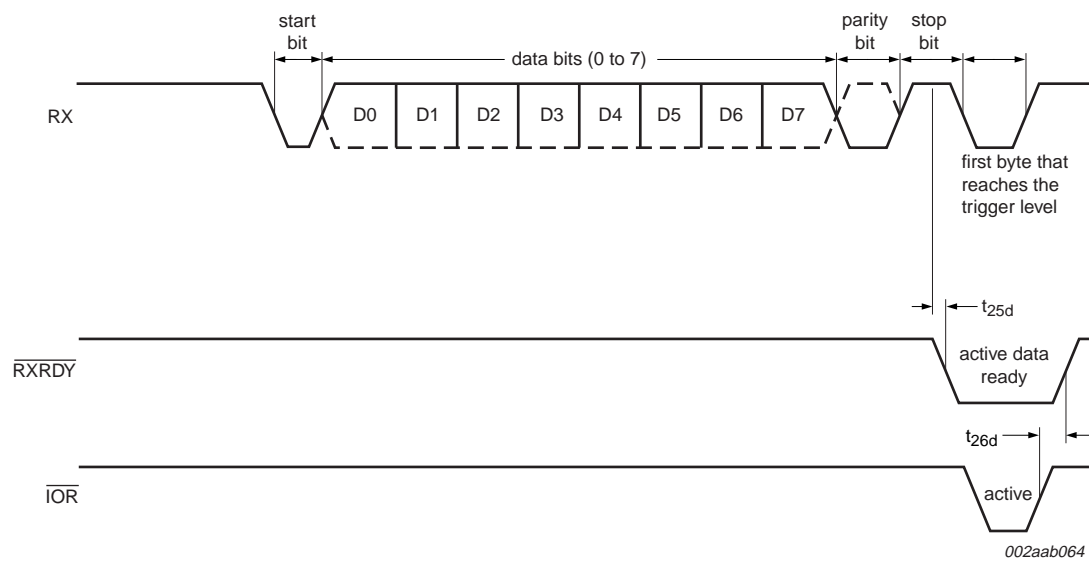 start
bit
data bits (0 to 7)
parity
bit
stop
bit
RX
D0
D1
D2
D3
D4
D5
D6
D7
first byte that
reaches the
trigger level
t25d
RXRDY
active data
ready
t26d
IOR
active
002aab064